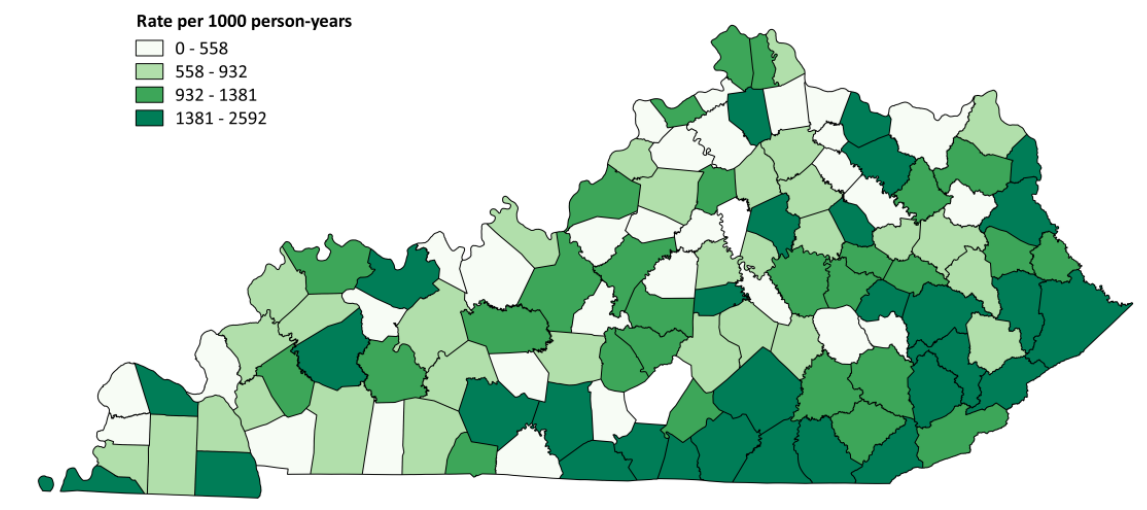 Rate per 1000 person-years
0 - 558
558 - 932
932 - 1381
1381 - 2592